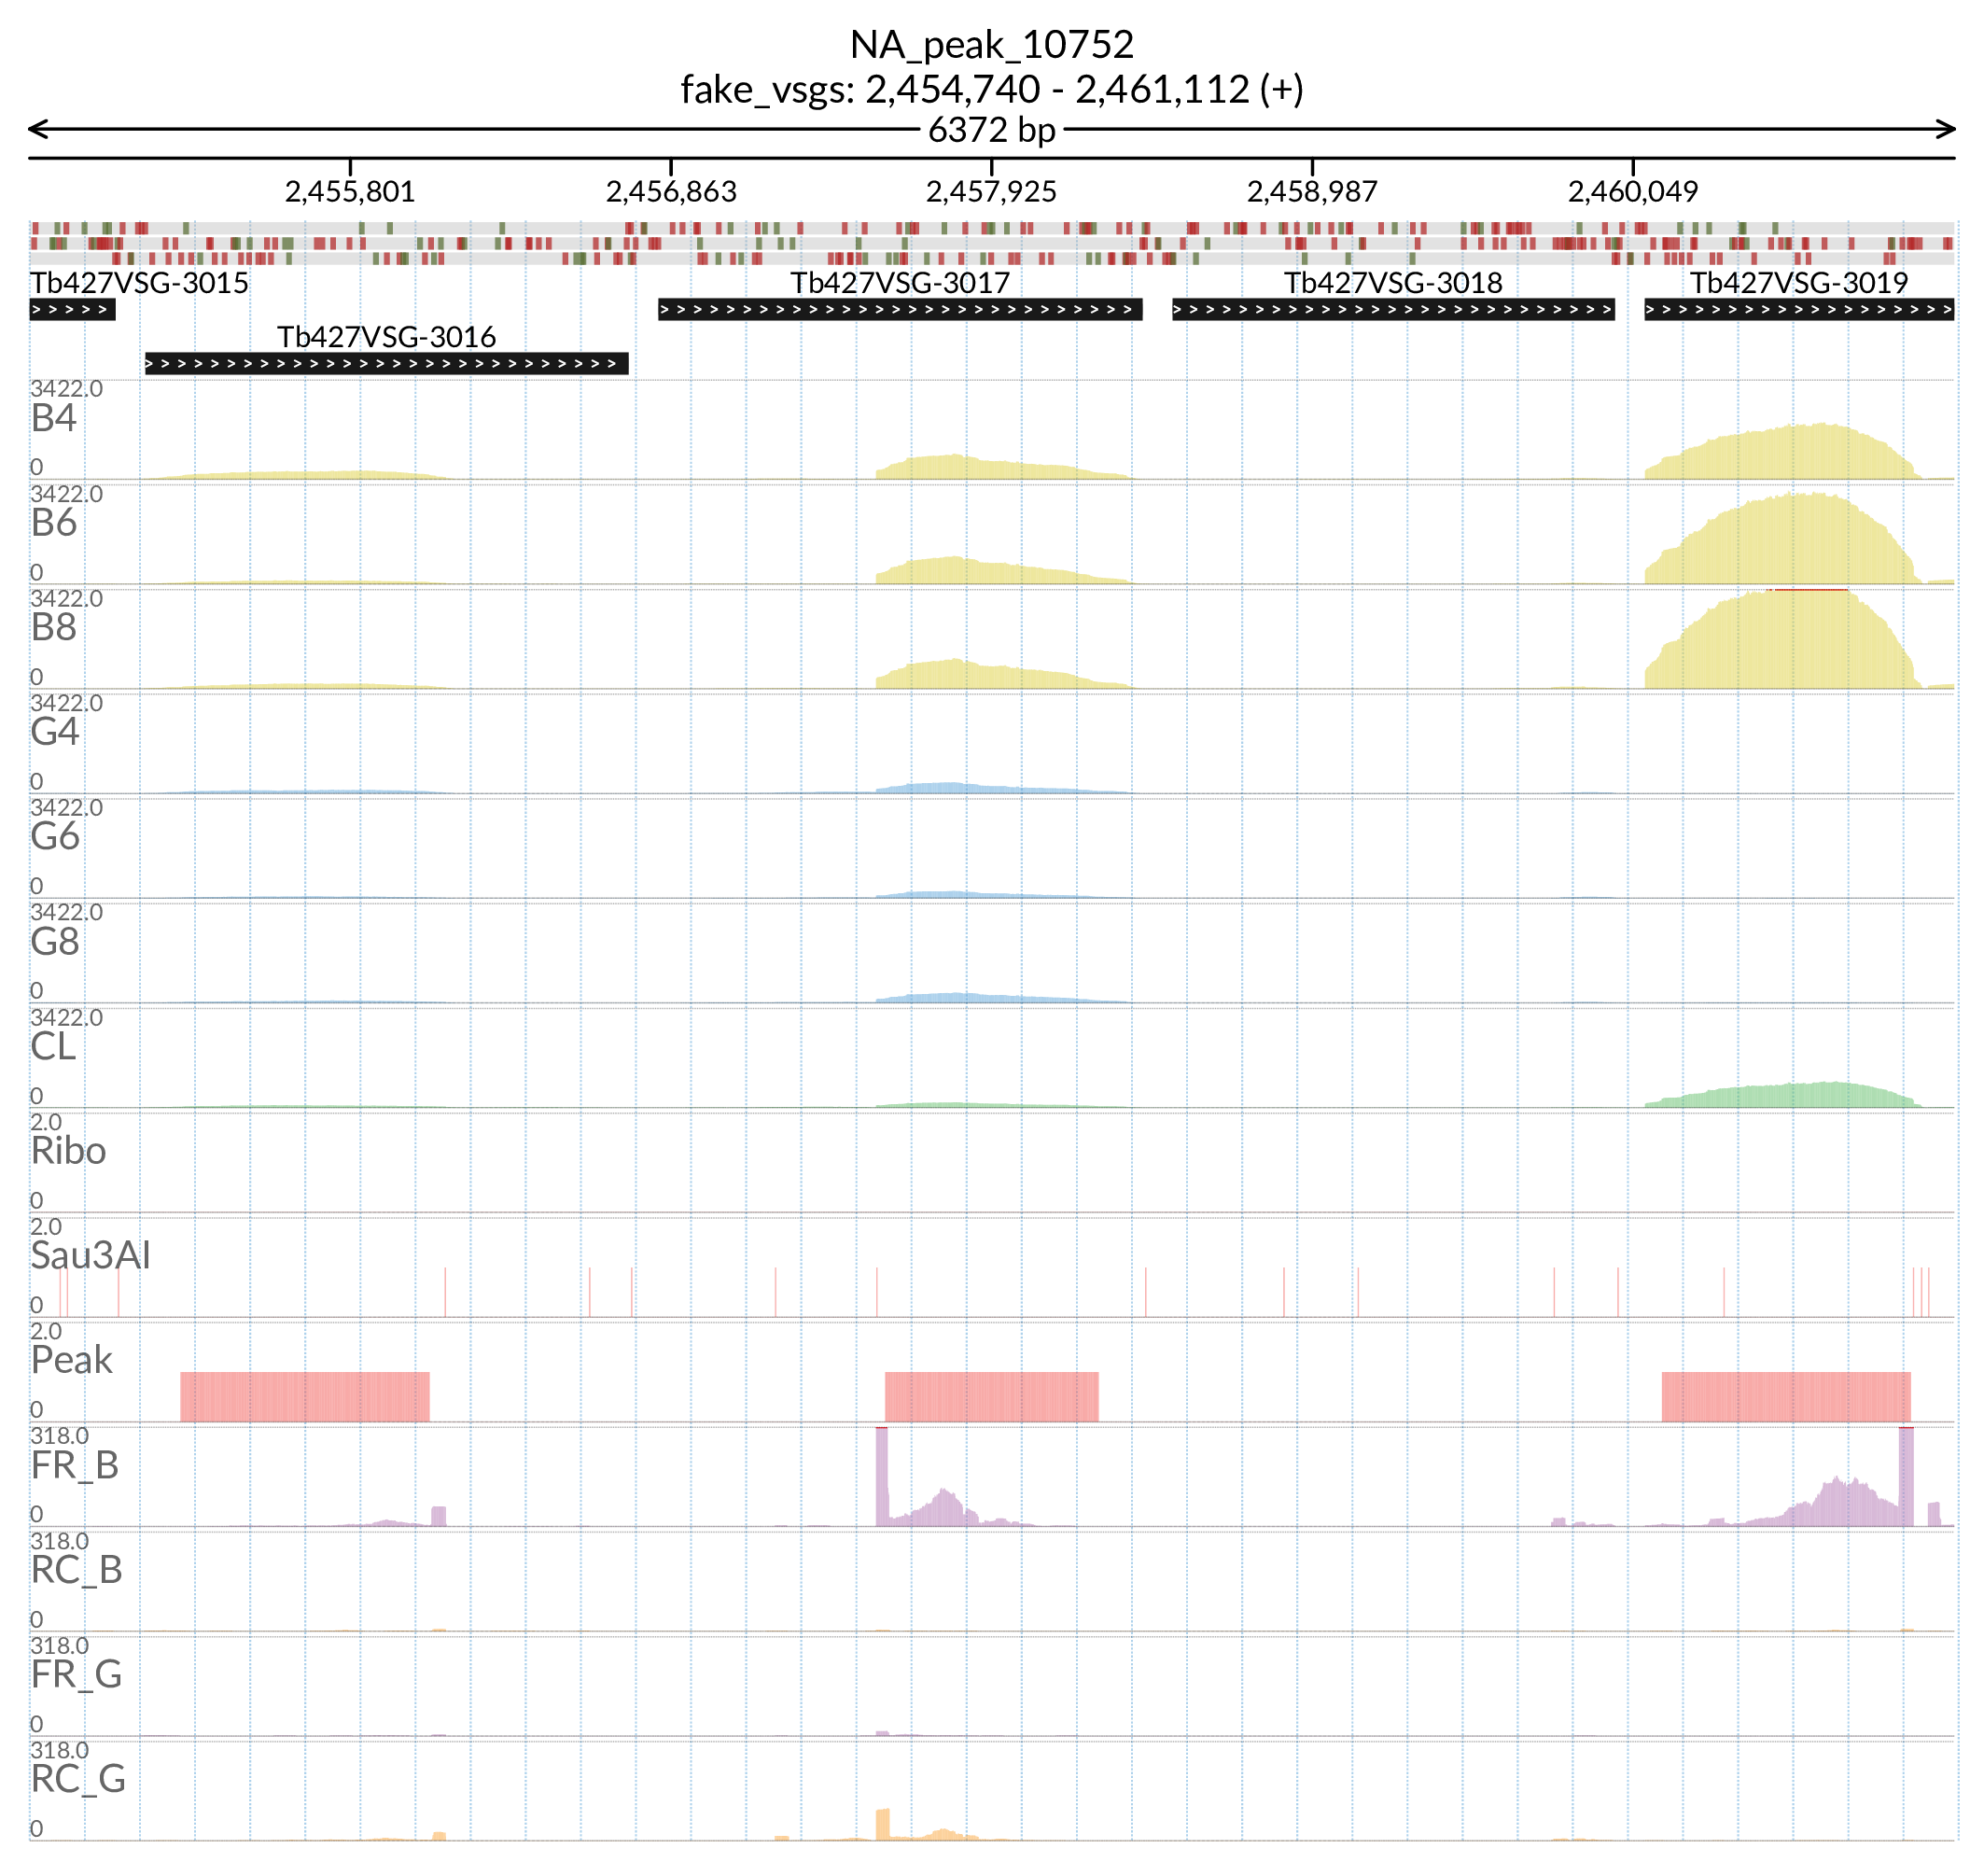 NA_peak_10752
fake_vsgs: 2,454,740 - 2,461,112 (+)
6372 bp
2,455,801 2,456,863 2,457,925 2,458,987 2,460,049
Tb427VSG-3015 Tb427VSG-3017 Tb427VSG-3018 Tb427VSG-3019
Tb427VSG-3016
3422.0
B4
0
3422.0
B6
0
3422.0
B8
0
3422.0
G4
0
3422.0
G6
0
3422.0
G8
0
3422.0
CL
0
2.0
Ribo
0
2.0
Sau3AI
0
2.0
Peak
0
318.0
FR_B
0
318.0
RC_B
0
318.0
FR_G
0
318.0
RC_G
0